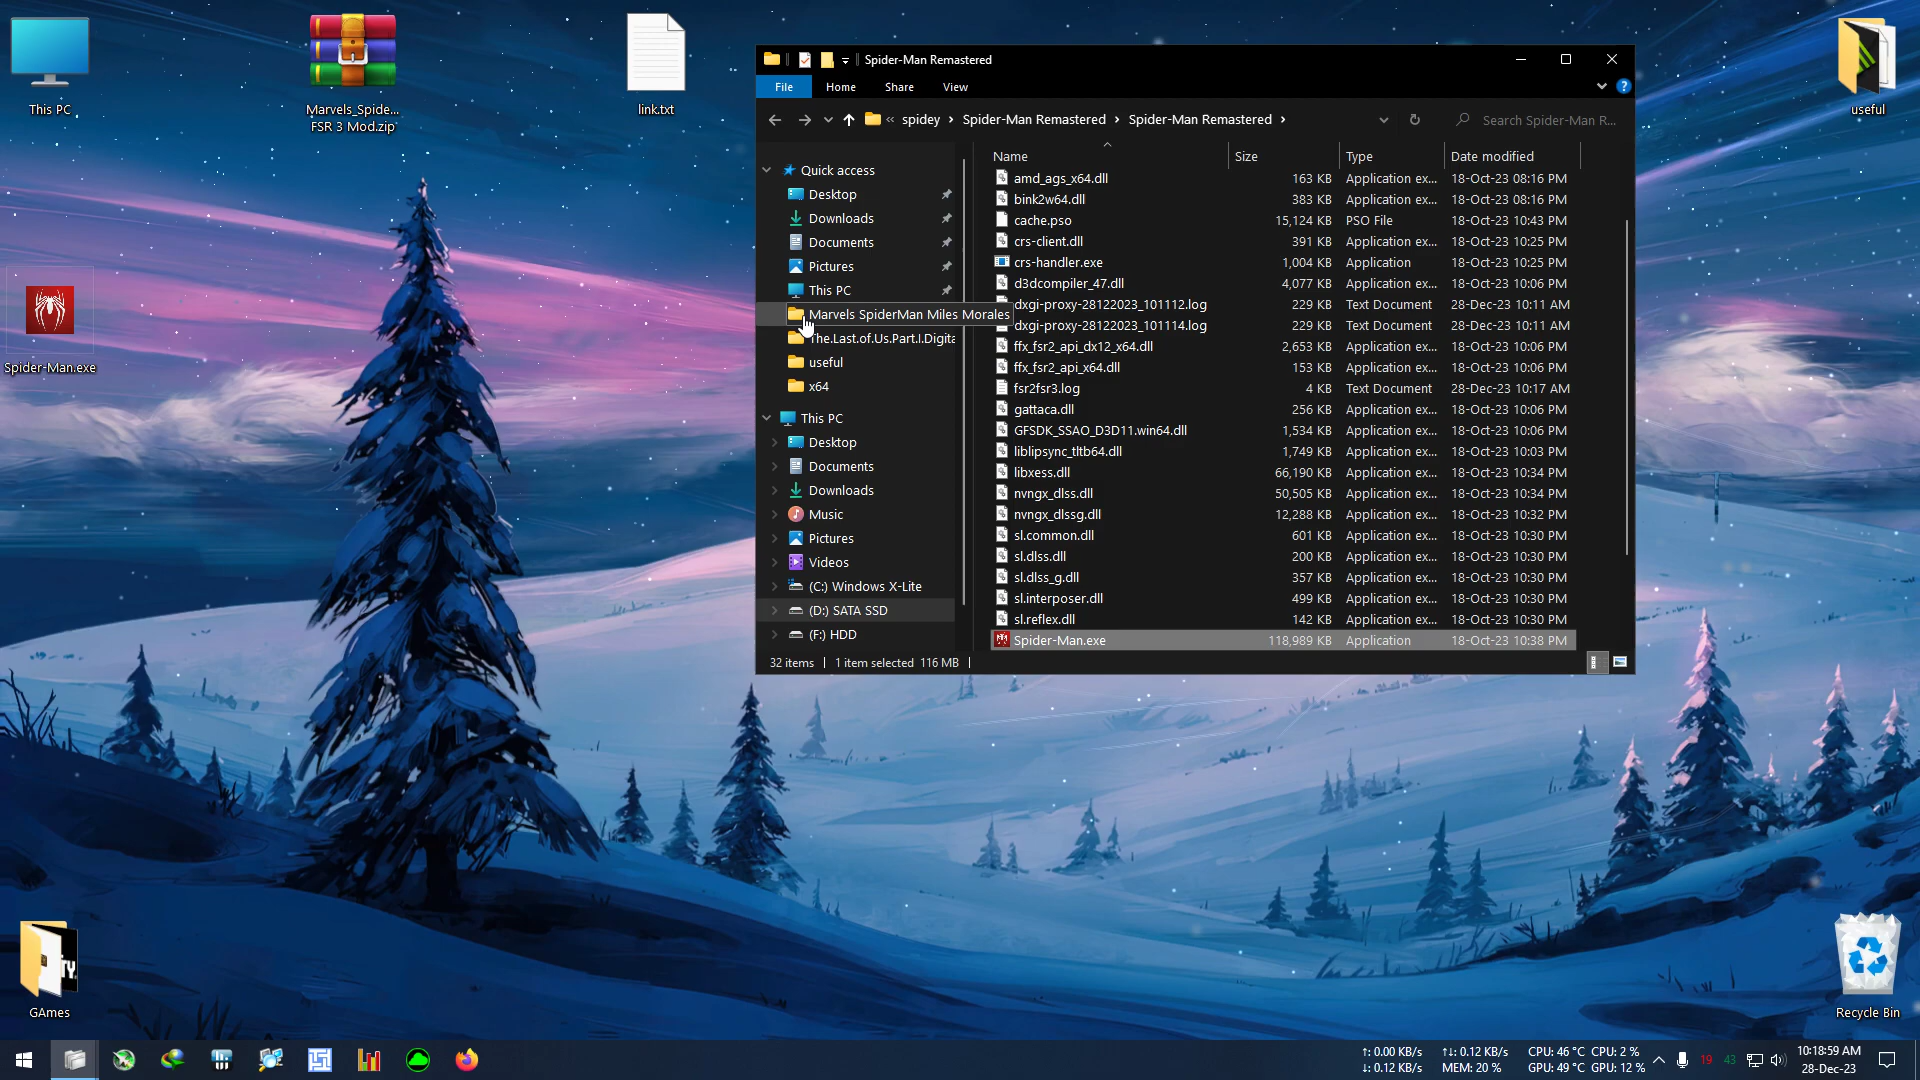 This PC
Marvels_Spide...
FSR 3 Mod.zip
link.txt
useful
Spider-Man.exe
GAmes
Recycle Bin
Spider-Man Remastered
File Home Share View
« spidey › Spider-Man Remastered › Spider-Man Remastered ›
Search Spider-Man R...
Quick access
Desktop
Downloads
Documents
Pictures
This PC
Marvels SpiderMan Miles Morales
The.Last.of.Us.Part.I.Digita
useful
x64
This PC
Desktop
Documents
Downloads
Music
Pictures
Videos
(C:) Windows X-Lite
(D:) SATA SSD
(F:) HDD
Name Size Type Date modified
amd_ags_x64.dll 163 KB Application ex... 18-Oct-23 08:16 PM
bink2w64.dll 383 KB Application ex... 18-Oct-23 08:16 PM
cache.pso 15,124 KB PSO File 18-Oct-23 10:43 PM
crs-client.dll 391 KB Application ex... 18-Oct-23 10:25 PM
crs-handler.exe 1,004 KB Application 18-Oct-23 10:25 PM
d3dcompiler_47.dll 4,077 KB Application ex... 18-Oct-23 10:06 PM
dxgi-proxy-28122023_101112.log 229 KB Text Document 28-Dec-23 10:11 AM
dxgi-proxy-28122023_101114.log 229 KB Text Document 28-Dec-23 10:11 AM
ffx_fsr2_api_dx12_x64.dll 2,653 KB Application ex... 18-Oct-23 10:06 PM
ffx_fsr2_api_x64.dll 153 KB Application ex... 18-Oct-23 10:06 PM
fsr2fsr3.log 4 KB Text Document 28-Dec-23 10:17 AM
gattaca.dll 256 KB Application ex... 18-Oct-23 10:06 PM
GFSDK_SSAO_D3D11.win64.dll 1,534 KB Application ex... 18-Oct-23 10:06 PM
liblipsync_tltb64.dll 1,749 KB Application ex... 18-Oct-23 10:03 PM
libxess.dll 66,190 KB Application ex... 18-Oct-23 10:34 PM
nvngx_dlss.dll 50,505 KB Application ex... 18-Oct-23 10:34 PM
nvngx_dlssg.dll 12,288 KB Application ex... 18-Oct-23 10:32 PM
sl.common.dll 601 KB Application ex... 18-Oct-23 10:30 PM
sl.dlss.dll 200 KB Application ex... 18-Oct-23 10:30 PM
sl.dlss_g.dll 357 KB Application ex... 18-Oct-23 10:30 PM
sl.interposer.dll 499 KB Application ex... 18-Oct-23 10:30 PM
sl.reflex.dll 142 KB Application ex... 18-Oct-23 10:30 PM
Spider-Man.exe 118,989 KB Application 18-Oct-23 10:38 PM
32 items 1 item selected 116 MB
↑: 0.00 KB/s ↑↓: 0.12 KB/s CPU: 46 °C CPU: 2 %
↓: 0.12 KB/s MEM: 20 % GPU: 49 °C GPU: 12 %
19 43
10:18:59 AM
28-Dec-23